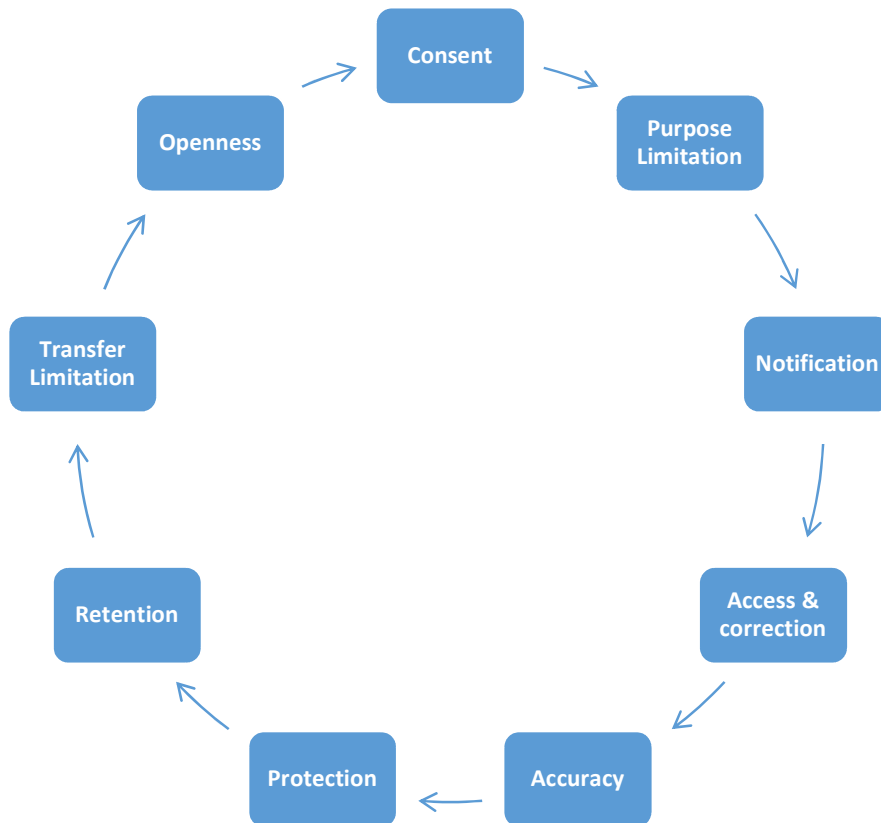 Consent
Purpose
Limitation
Notification
Access &
correction
Accuracy
Protection
Retention
Transfer
Limitation
Openness